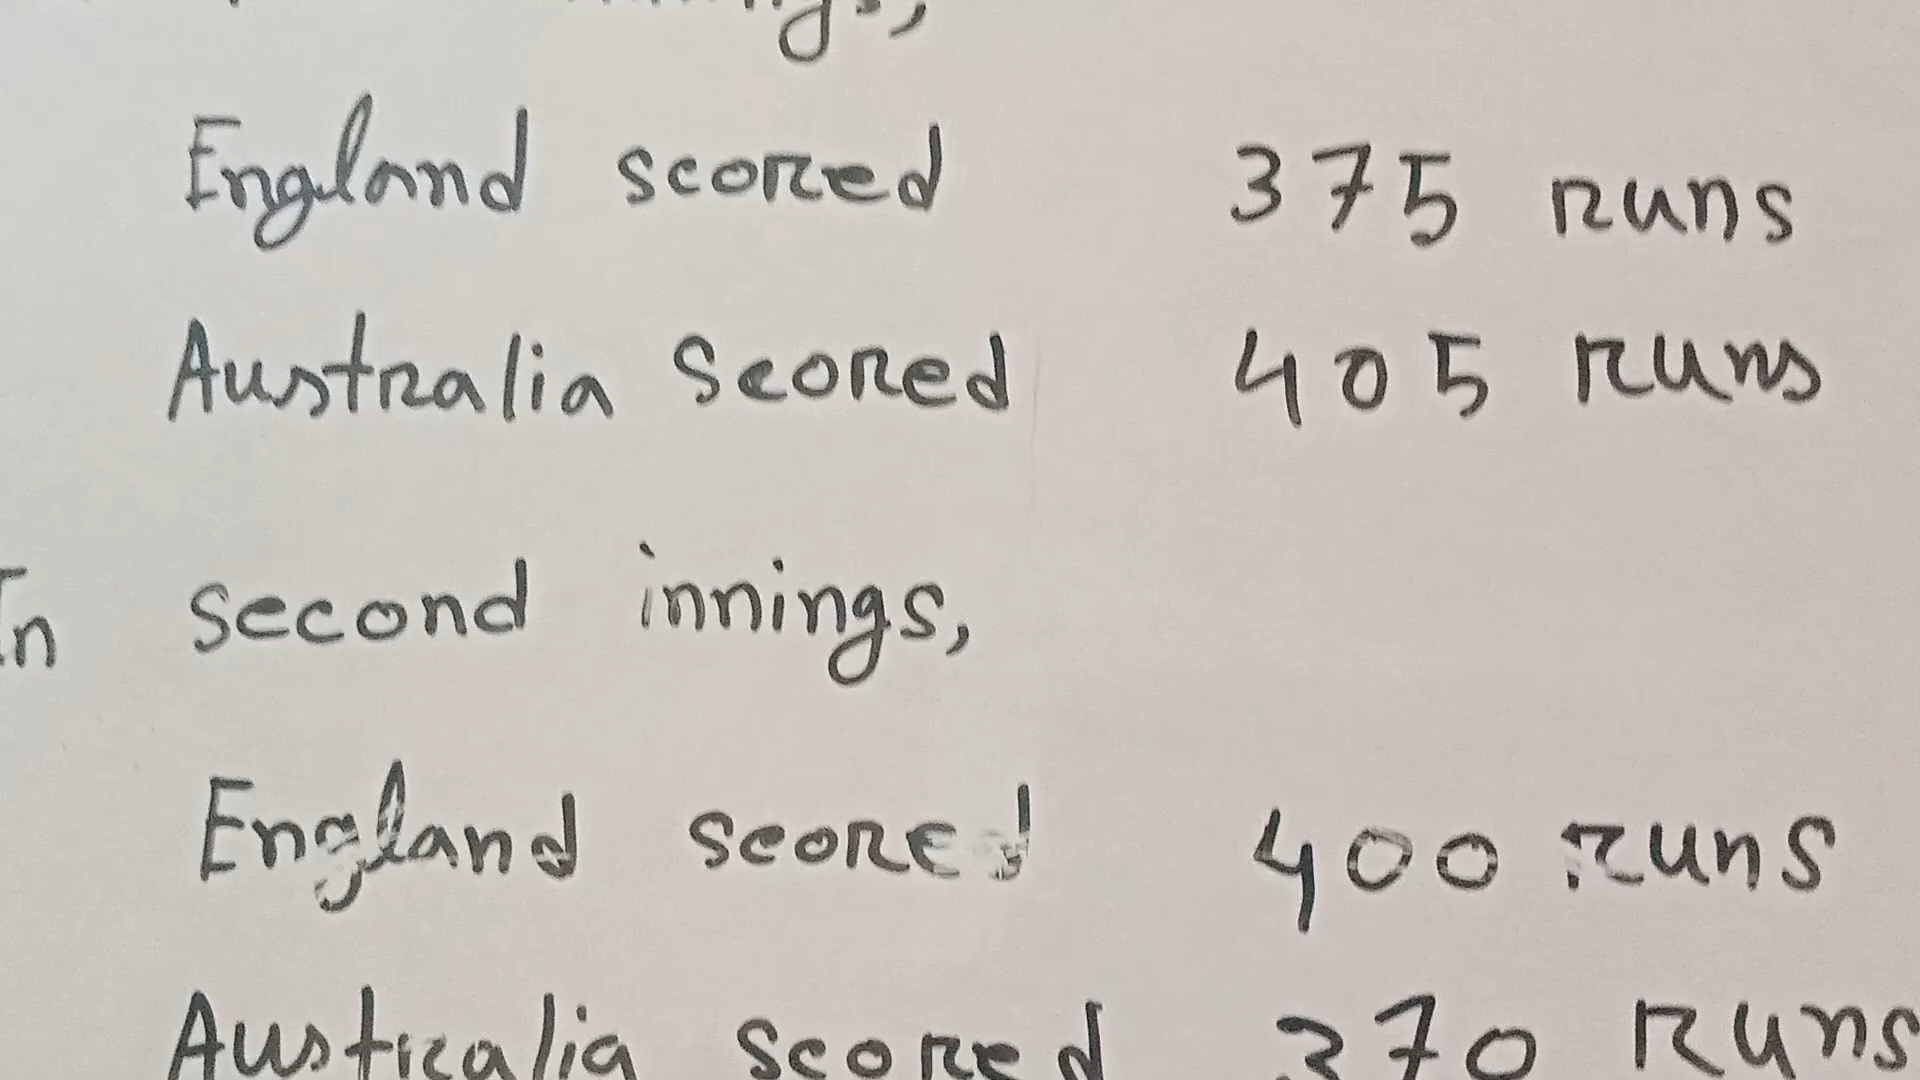 England scored 375 runs
Australia scored 405 runs
In second innings,
England scored 400 runs
Australia scored 370 runs